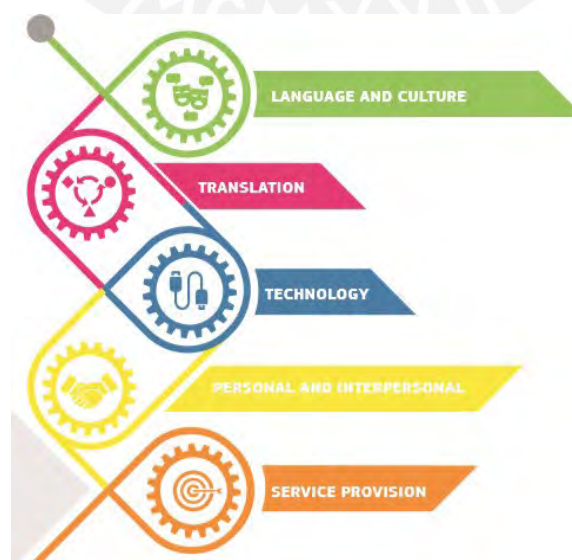 LANGUAGE AND CULTURE
TRANSLATION
TECHNOLOGY
PERSONAL AND INTERPERSONAL
SERVICE PROVISION